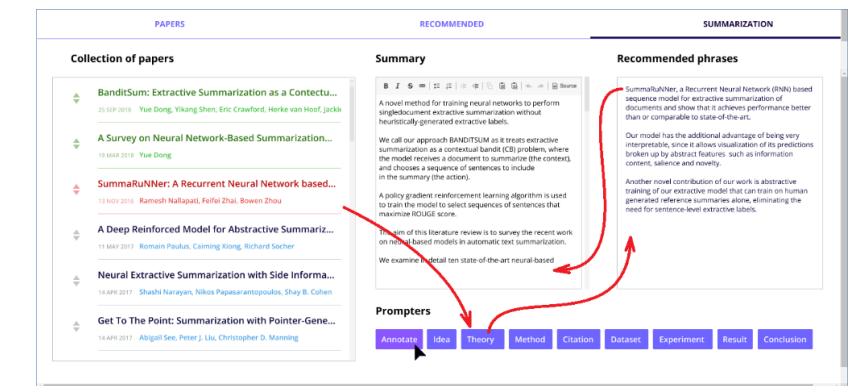 PAPERS
RECOMMENDED
SUMMARIZATION
Collection of papers
BanditSum: Extractive Summarization as a Contectu...
25 SEP 2018 Yue Dong, Yikang Shen, Eric Crawford, Herke van Hoof, Jackie
A Survey on Neural Network-Based Summarization...
19 MAR 2018 Yue Dong
SummaRuNNer: A Recurrent Neural Network based...
13 NOV 2016 Ramesh Nallapati, Feifei Zhai, Bowen Zhou
A Deep Reinforced Model for Abstractive Summariz...
11 MAY 2017 Romain Paulus, Caiming Xiong, Richard Socher
Neural Extractive Summarization with Side Informa...
14 APR 2017 Shashi Narayan, Nikos Papasarantopoulos, Shay B. Cohen
Get To The Point: Summarization with Pointer-Gene...
14 APR 2017 Abigail See, Peter J. Liu, Christopher D. Manning
Summary
B I S
Source
A novel method for training neural networks to perform
singledocument extractive summarization without
heuristically-generated extractive labels.
We call our approach BANDITSUM as it treats extractive
summarization as a contextual bandit (CB) problem, where
the model receives a document to summarize (the context),
and chooses a sequence of sentences to include
in the summary (the action).
A policy gradient reinforcement learning algorithm is used
to train the model to select sequences of sentences that
maximize ROUGE score.
The aim of this literature review is to survey the recent work
on neural-based models in automatic text summarization.
We examine in detail ten state-of-the-art neural-based
Recommended phrases
SummaRuNNer, a Recurrent Neural Network (RNN) based
sequence model for extractive summarization of
documents and show that it achieves performance better
than or comparable to state-of-the-art.
Our model has the additional advantage of being very
interpretable, since it allows visualization of its predictions
broken up by abstract features such as information
content, salience and novelty.
Another novel contribution of our work is abstractive
training of our extractive model that can train on human
generated reference summaries alone, eliminating the
need for sentence-level extractive labels.
Prompters
Annotate
Idea
Theory
Method
Citation
Dataset
Experiment
Result
Conclusion